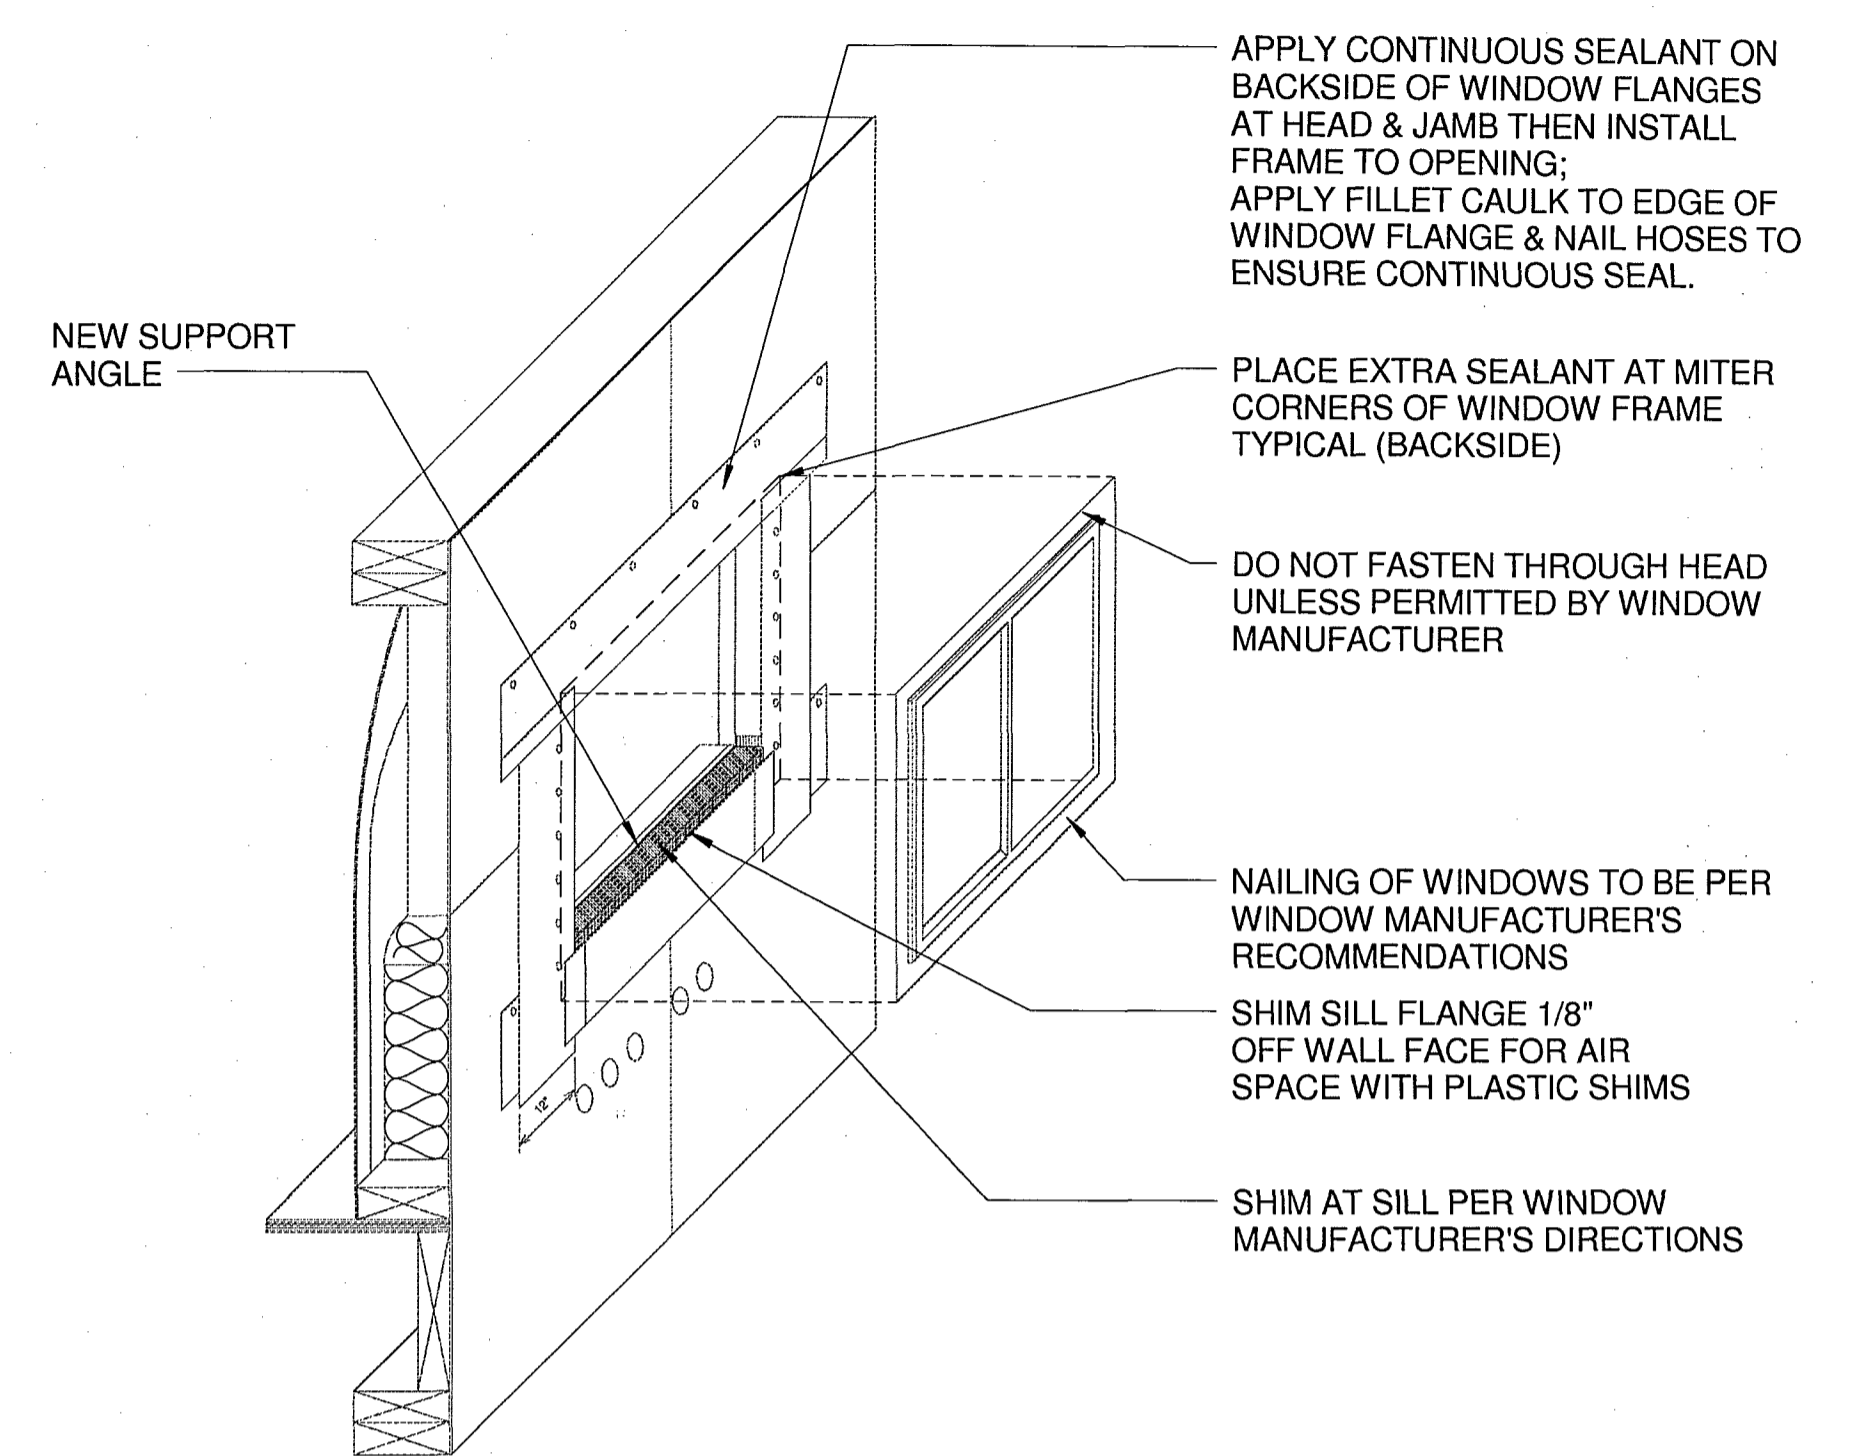 APPLY CONTINUOUS SEALANT ON
BACKSIDE OF WINDOW FLANGES
AT HEAD & JAMB THEN INSTALL
FRAME TO OPENING;
APPLY FILLET CAULK TO EDGE OF
WINDOW FLANGE & NAIL HOSES TO
ENSURE CONTINUOUS SEAL.
NEW SUPPORT
ANGLE
PLACE EXTRA SEALANT AT MITER
CORNERS OF WINDOW FRAME
TYPICAL (BACKSIDE)
DO NOT FASTEN THROUGH HEAD
UNLESS PERMITTED BY WINDOW
MANUFACTURER
NAILING OF WINDOWS TO BE PER
WINDOW MANUFACTURER'S
RECOMMENDATIONS
SHIM SILL FLANGE 1/8"
OFF WALL FACE FOR AIR
SPACE WITH PLASTIC SHIMS
12"
SHIM AT SILL PER WINDOW
MANUFACTURER'S DIRECTIONS